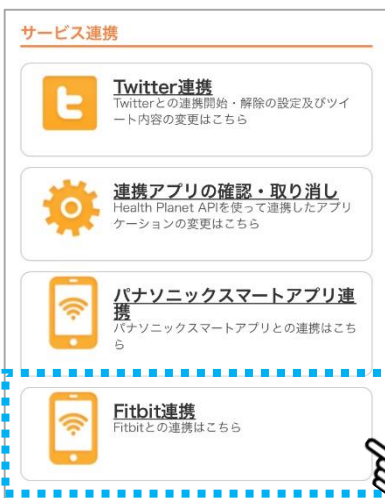 サービス連携
Twitter連携
Twitterとの連携開始・解除の設定及びツイ
ート内容の変更はこちら
連携アプリの確認・取り消し
Health Planet APIを使って連携したアプリ
ケーションの変更はこちら
パナソニックスマートアプリ連
携
パナソニックスマートアプリとの連携はこち
ら
Fitbit連携
Fitbitとの連携はこちら